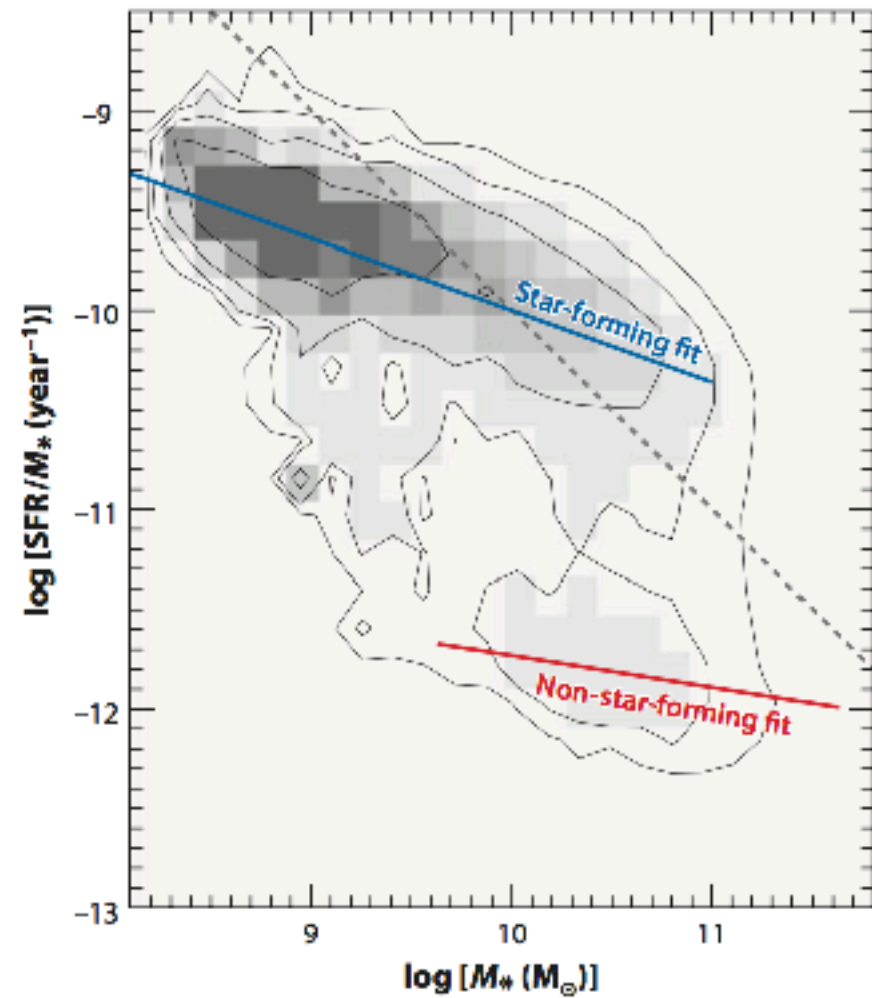 −9
−10
−11
−12
−13
9 10 11
log [SFR/M* (year⁻¹)]
log [M* (M☉)]
Star-forming fit
Non-star-forming fit